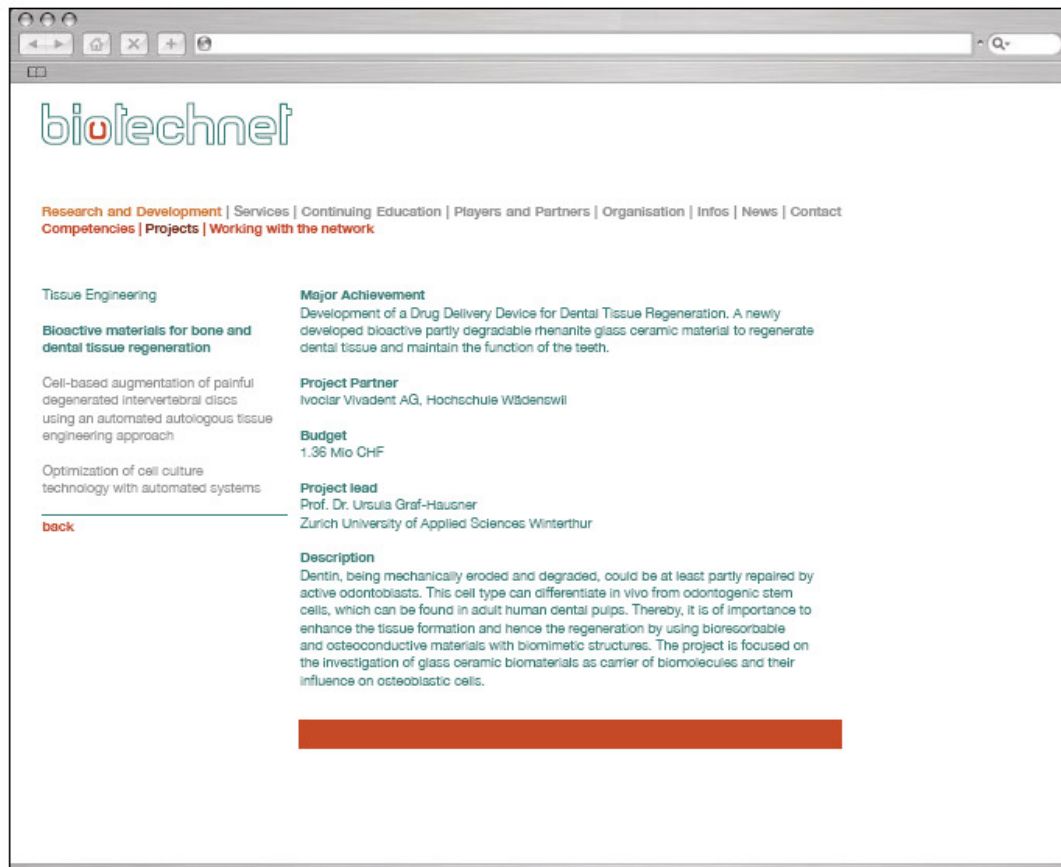 biotechnet
Research and Development | Services | Continuing Education | Players and Partners | Organisation | Infos | News | Contact
Competencies | Projects | Working with the network
Tissue Engineering
Bioactive materials for bone and
dental tissue regeneration
Cell-based augmentation of painful
degenerated intervertebral discs
using an automated autologous tissue
engineering approach
Optimization of cell culture
technology with automated systems
back
Major Achievement
Development of a Drug Delivery Device for Dental Tissue Regeneration. A newly
developed bioactive partly degradable rhenanite glass ceramic material to regenerate
dental tissue and maintain the function of the teeth.
Project Partner
Ivoclar Vivadent AG, Hochschule Wädenswil
Budget
1.36 Mio CHF
Project lead
Prof. Dr. Ursula Graf-Hausner
Zurich University of Applied Sciences Winterthur
Description
Dentin, being mechanically eroded and degraded, could be at least partly repaired by
active odontoblasts. This cell type can differentiate in vivo from odontogenic stem
cells, which can be found in adult human dental pulps. Thereby, it is of importance to
enhance the tissue formation and hence the regeneration by using bioresorbable
and osteoconductive materials with biomimetic structures. The project is focused on
the investigation of glass ceramic biomaterials as carrier of biomolecules and their
influence on osteoblastic cells.